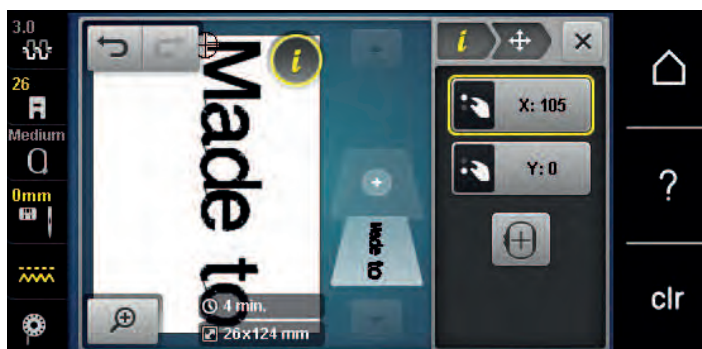 3.0
26
Medium
0mm
Made to
i
4 min.
26x124 mm
Made to
i
X: 105
Y: 0
?
clr